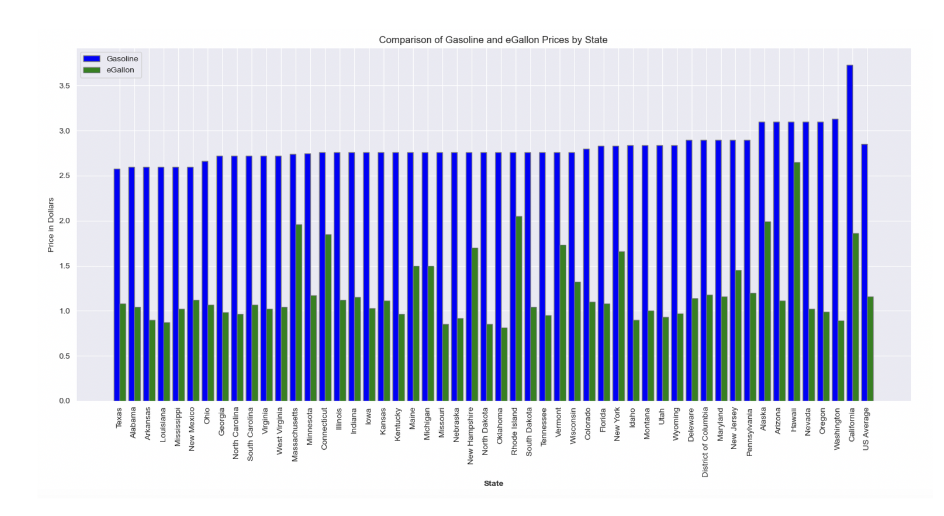 Comparison of Gasoline and eGallon Prices by State
Gasoline
eGallon
Price in Dollars
3.5
3.0
2.5
2.0
1.5
1.0
0.5
0.0
Texas
Alabama
Arkansas
Louisiana
Mississippi
New Mexico
Ohio
Georgia
North Carolina
South Carolina
Virginia
West Virginia
Massachusetts
Minnesota
Connecticut
Illinois
Indiana
Iowa
Kansas
Kentucky
Maine
Michigan
Missouri
Nebraska
New Hampshire
North Dakota
Oklahoma
Rhode Island
South Dakota
Tennessee
Vermont
Wisconsin
Colorado
Florida
New York
Idaho
Montana
Utah
Wyoming
Deleware
District of Columbia
Maryland
New Jersey
Pennsylvania
Alaska
Arizona
Hawaii
Nevada
Oregon
Washington
California
US Average
State